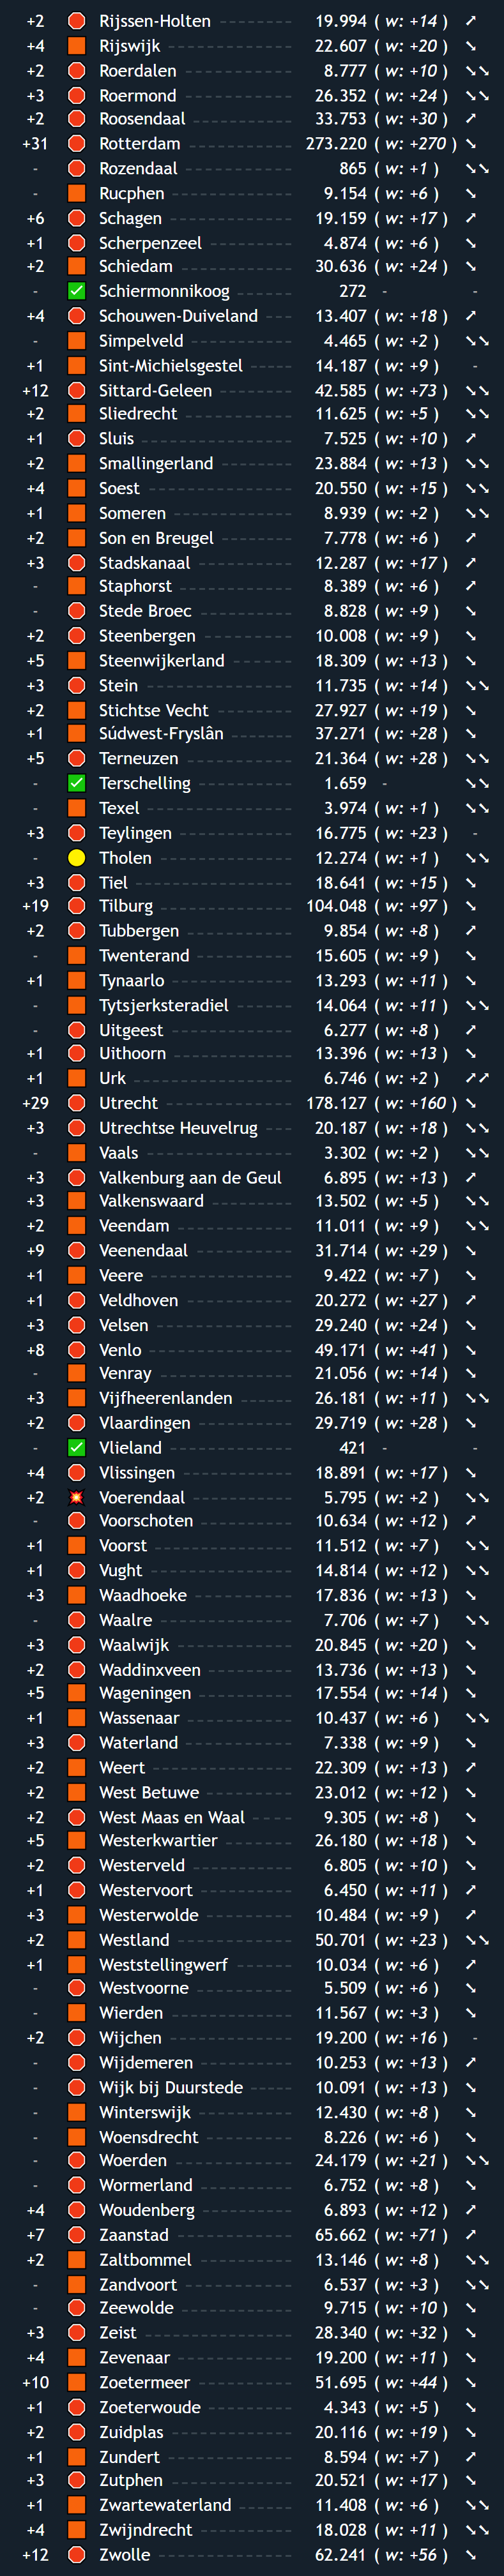 +2 Rijssen-Holten 19.994 ( w: +14 ) ➚
+4 Rijswijk 22.607 ( w: +20 ) ➘
+2 Roerdalen 8.777 ( w: +10 ) ➘➘
+3 Roermond 26.352 ( w: +24 ) ➘➘
+2 Roosendaal 33.753 ( w: +30 ) ➚
+31 Rotterdam 273.220 ( w: +270 ) ➘
- Rozendaal 865 ( w: +1 ) ➘➘
- Rucphen 9.154 ( w: +6 ) ➘
+6 Schagen 19.159 ( w: +17 ) ➚
+1 Scherpenzeel 4.874 ( w: +6 ) ➘
+2 Schiedam 30.636 ( w: +24 ) ➘
- Schiermonnikoog 272 - -
+4 Schouwen-Duiveland 13.407 ( w: +18 ) ➚
- Simpelveld 4.465 ( w: +2 ) ➘➘
+1 Sint-Michielsgestel 14.187 ( w: +9 ) -
+12 Sittard-Geleen 42.585 ( w: +73 ) ➘➘
+2 Sliedrecht 11.625 ( w: +5 ) ➘➘
+1 Sluis 7.525 ( w: +10 ) ➚
+2 Smallingerland 23.884 ( w: +13 ) ➘➘
+4 Soest 20.550 ( w: +15 ) ➘➘
+1 Someren 8.939 ( w: +2 ) ➘➘
+2 Son en Breugel 7.778 ( w: +6 ) ➚
+3 Stadskanaal 12.287 ( w: +17 ) ➚
- Staphorst 8.389 ( w: +6 ) ➚
- Stede Broec 8.828 ( w: +9 ) ➘
+2 Steenbergen 10.008 ( w: +9 ) ➘
+5 Steenwijkerland 18.309 ( w: +13 ) ➘
+3 Stein 11.735 ( w: +14 ) ➘➘
+2 Stichtse Vecht 27.927 ( w: +19 ) ➘
+1 Súdwest-Fryslân 37.271 ( w: +28 ) ➘
+5 Terneuzen 21.364 ( w: +28 ) ➘➘
- Terschelling 1.659 - ➘➘
- Texel 3.974 ( w: +1 ) ➘➘
+3 Teylingen 16.775 ( w: +23 ) -
- Tholen 12.274 ( w: +1 ) ➘➘
+3 Tiel 18.641 ( w: +15 ) ➘
+19 Tilburg 104.048 ( w: +97 ) ➘
+2 Tubbergen 9.854 ( w: +8 ) ➚
- Twenterand 15.605 ( w: +9 ) ➘
+1 Tynaarlo 13.293 ( w: +11 ) ➘
- Tytsjerksteradiel 14.064 ( w: +11 ) ➘➘
- Uitgeest 6.277 ( w: +8 ) ➚
+1 Uithoorn 13.396 ( w: +13 ) ➘
+1 Urk 6.746 ( w: +2 ) ➚➚
+29 Utrecht 178.127 ( w: +160 ) ➘
+3 Utrechtse Heuvelrug 20.187 ( w: +18 ) ➘➘
- Vaals 3.302 ( w: +2 ) ➘➘
+3 Valkenburg aan de Geul 6.895 ( w: +13 ) ➚
+3 Valkenswaard 13.502 ( w: +5 ) ➘➘
+2 Veendam 11.011 ( w: +9 ) ➘➘
+9 Veenendaal 31.714 ( w: +29 ) ➘
+1 Veere 9.422 ( w: +7 ) ➘
+1 Veldhoven 20.272 ( w: +27 ) ➚
+3 Velsen 29.240 ( w: +24 ) ➘
+8 Venlo 49.171 ( w: +41 ) ➘
- Venray 21.056 ( w: +14 ) ➘
+3 Vijfheerenlanden 26.181 ( w: +11 ) ➘➘
+2 Vlaardingen 29.719 ( w: +28 ) ➘
- Vlieland 421 - -
+4 Vlissingen 18.891 ( w: +17 ) ➘
+2 Voerendaal 5.795 ( w: +2 ) ➘➘
- Voorschoten 10.634 ( w: +12 ) ➚
+1 Voorst 11.512 ( w: +7 ) ➘➘
+1 Vught 14.814 ( w: +12 ) ➘➘
+3 Waadhoeke 17.836 ( w: +13 ) ➘
- Waalre 7.706 ( w: +7 ) ➘➘
+3 Waalwijk 20.845 ( w: +20 ) ➘
+2 Waddinxveen 13.736 ( w: +13 ) ➘
+5 Wageningen 17.554 ( w: +14 ) ➘
+1 Wassenaar 10.437 ( w: +6 ) ➘➘
+3 Waterland 7.338 ( w: +9 ) ➘
+2 Weert 22.309 ( w: +13 ) ➚
+2 West Betuwe 23.012 ( w: +12 ) ➘
+2 West Maas en Waal 9.305 ( w: +8 ) ➘
+5 Westerkwartier 26.180 ( w: +18 ) ➘
+2 Westerveld 6.805 ( w: +10 ) ➘
+1 Westervoort 6.450 ( w: +11 ) ➚
+3 Westerwolde 10.484 ( w: +9 ) ➚
+2 Westland 50.701 ( w: +23 ) ➘➘
+1 Weststellingwerf 10.034 ( w: +6 ) ➚
- Westvoorne 5.509 ( w: +6 ) ➘
- Wierden 11.567 ( w: +3 ) ➘
+2 Wijchen 19.200 ( w: +16 ) -
- Wijdemeren 10.253 ( w: +13 ) ➚
- Wijk bij Duurstede 10.091 ( w: +13 ) ➘
- Winterswijk 12.430 ( w: +8 ) ➘
- Woensdrecht 8.226 ( w: +6 ) ➘
- Woerden 24.179 ( w: +21 ) ➘➘
- Wormerland 6.752 ( w: +8 ) ➘
+4 Woudenberg 6.893 ( w: +12 ) ➚
+7 Zaanstad 65.662 ( w: +71 ) ➚
+2 Zaltbommel 13.146 ( w: +8 ) ➘➘
- Zandvoort 6.537 ( w: +3 ) ➘➘
- Zeewolde 9.715 ( w: +10 ) ➘
+3 Zeist 28.340 ( w: +32 ) ➘
+4 Zevenaar 19.200 ( w: +11 ) ➘
+10 Zoetermeer 51.695 ( w: +44 ) ➘
+1 Zoeterwoude 4.343 ( w: +5 ) ➘
+2 Zuidplas 20.116 ( w: +19 ) ➘
+1 Zundert 8.594 ( w: +7 ) ➚
+3 Zutphen 20.521 ( w: +17 ) ➘
+1 Zwartewaterland 11.408 ( w: +6 ) ➘➘
+4 Zwijndrecht 18.028 ( w: +11 ) ➘➘
+12 Zwolle 62.241 ( w: +56 ) ➘